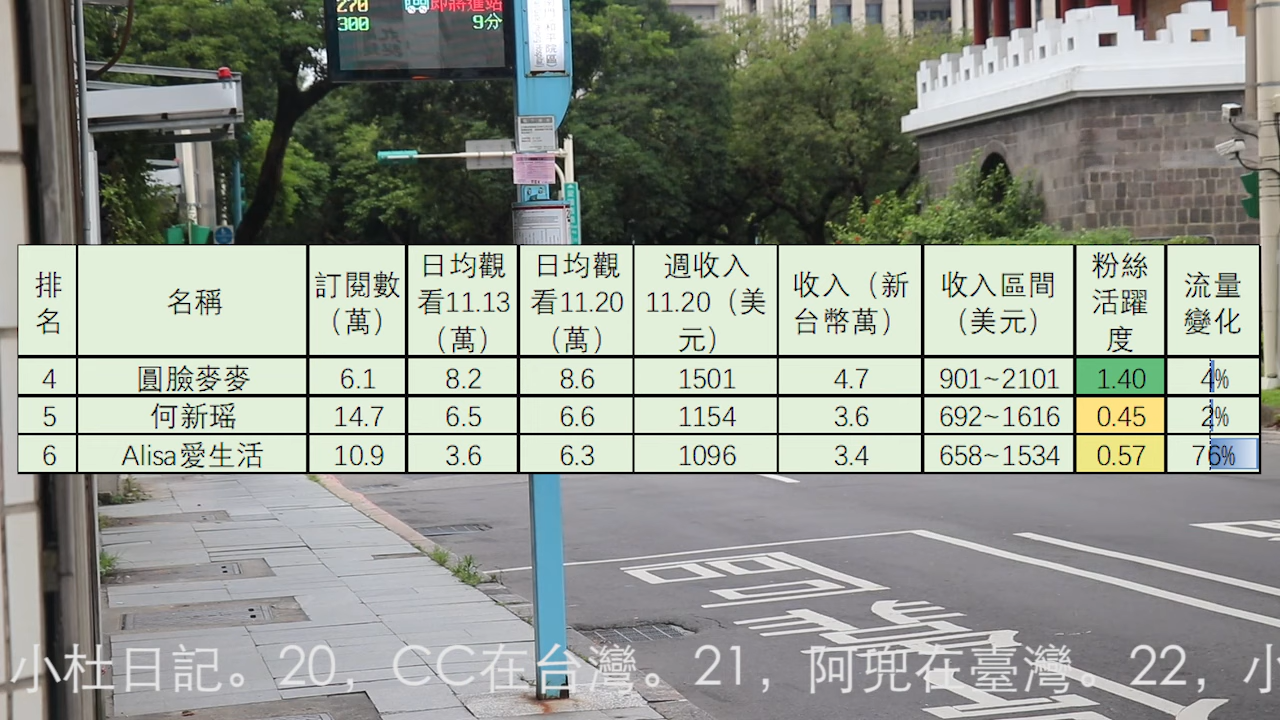 270 即將進站
300 9分
排名 名稱 訂閱數（萬） 日均觀看11.13（萬） 日均觀看11.20（萬） 週收入11.20（美元） 收入（新台幣萬） 收入區間（美元） 粉絲活躍度 流量變化
4 圓臉麥麥 6.1 8.2 8.6 1501 4.7 901~2101 1.40 4%
5 何新瑶 14.7 6.5 6.6 1154 3.6 692~1616 0.45 2%
6 Alisa愛生活 10.9 3.6 6.3 1096 3.4 658~1534 0.57 76%
小杜日記。20，CC在台灣。21，阿兜在臺灣。22，小